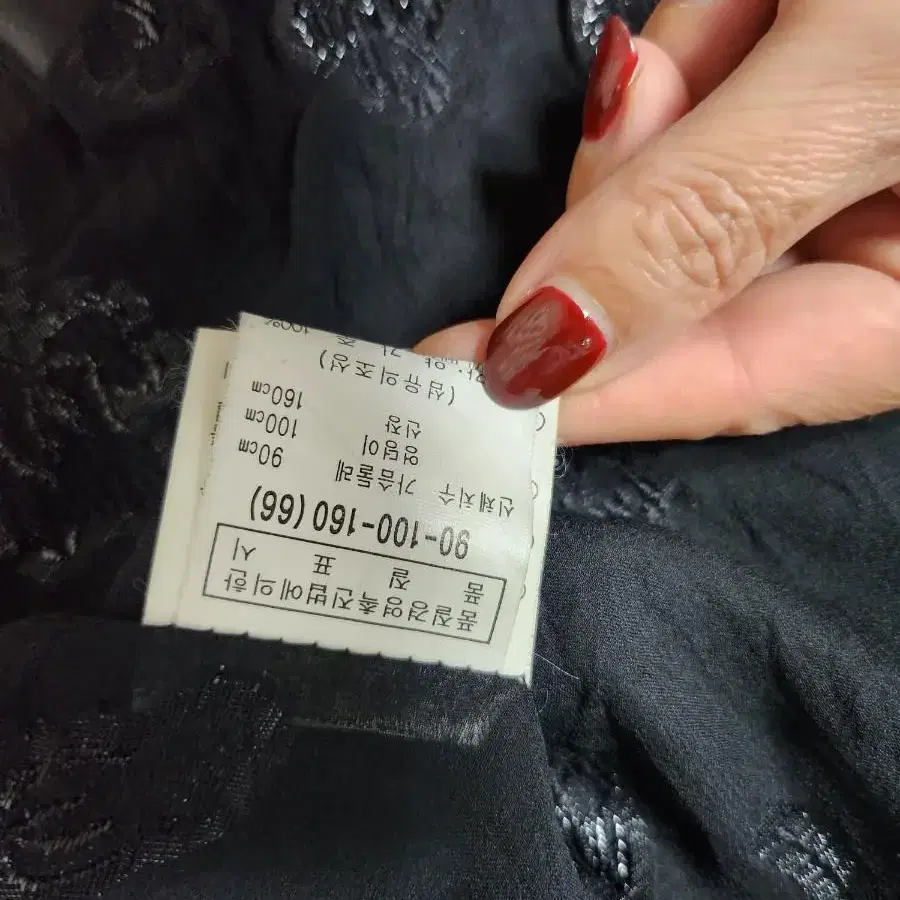 품질경영촉진법에의한
품 질 표 시
90-100-160(66)
신체치수 가슴둘레 90cm
엉덩이 100cm
신장 160cm
(섬유의조성)
100%